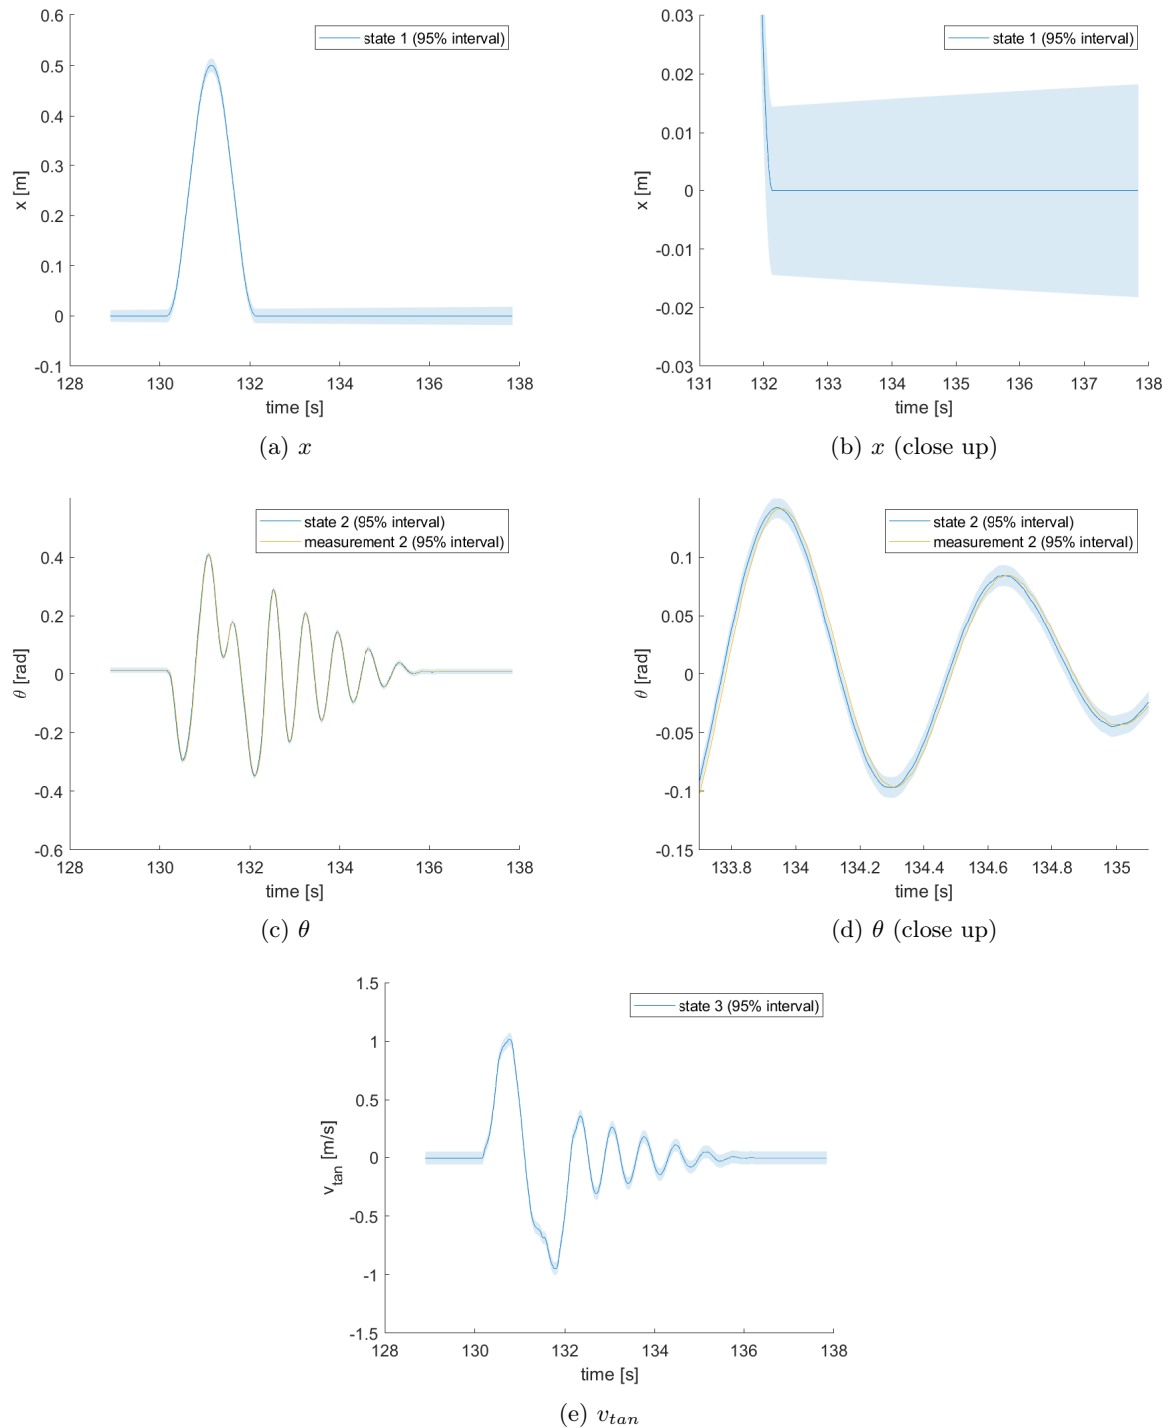 0.6
0.5
0.4
0.3
0.2
0.1
0
-0.1
x [m]
state 1 (95% interval)
128 130 132 134 136 138
time [s]
(a) x
0.03
0.02
0.01
0
-0.01
-0.02
-0.03
x [m]
state 1 (95% interval)
131 132 133 134 135 136 137 138
time [s]
(b) x (close up)
0.4
0.2
0
-0.2
-0.4
-0.6
θ [rad]
state 2 (95% interval)
measurement 2 (95% interval)
128 130 132 134 136 138
time [s]
(c) θ
0.1
0.05
0
-0.05
-0.1
-0.15
θ [rad]
state 2 (95% interval)
measurement 2 (95% interval)
133.8 134 134.2 134.4 134.6 134.8 135
time [s]
(d) θ (close up)
1.5
1
0.5
0
-0.5
-1
-1.5
v_tan [m/s]
state 3 (95% interval)
128 130 132 134 136 138
time [s]
(e) v_tan